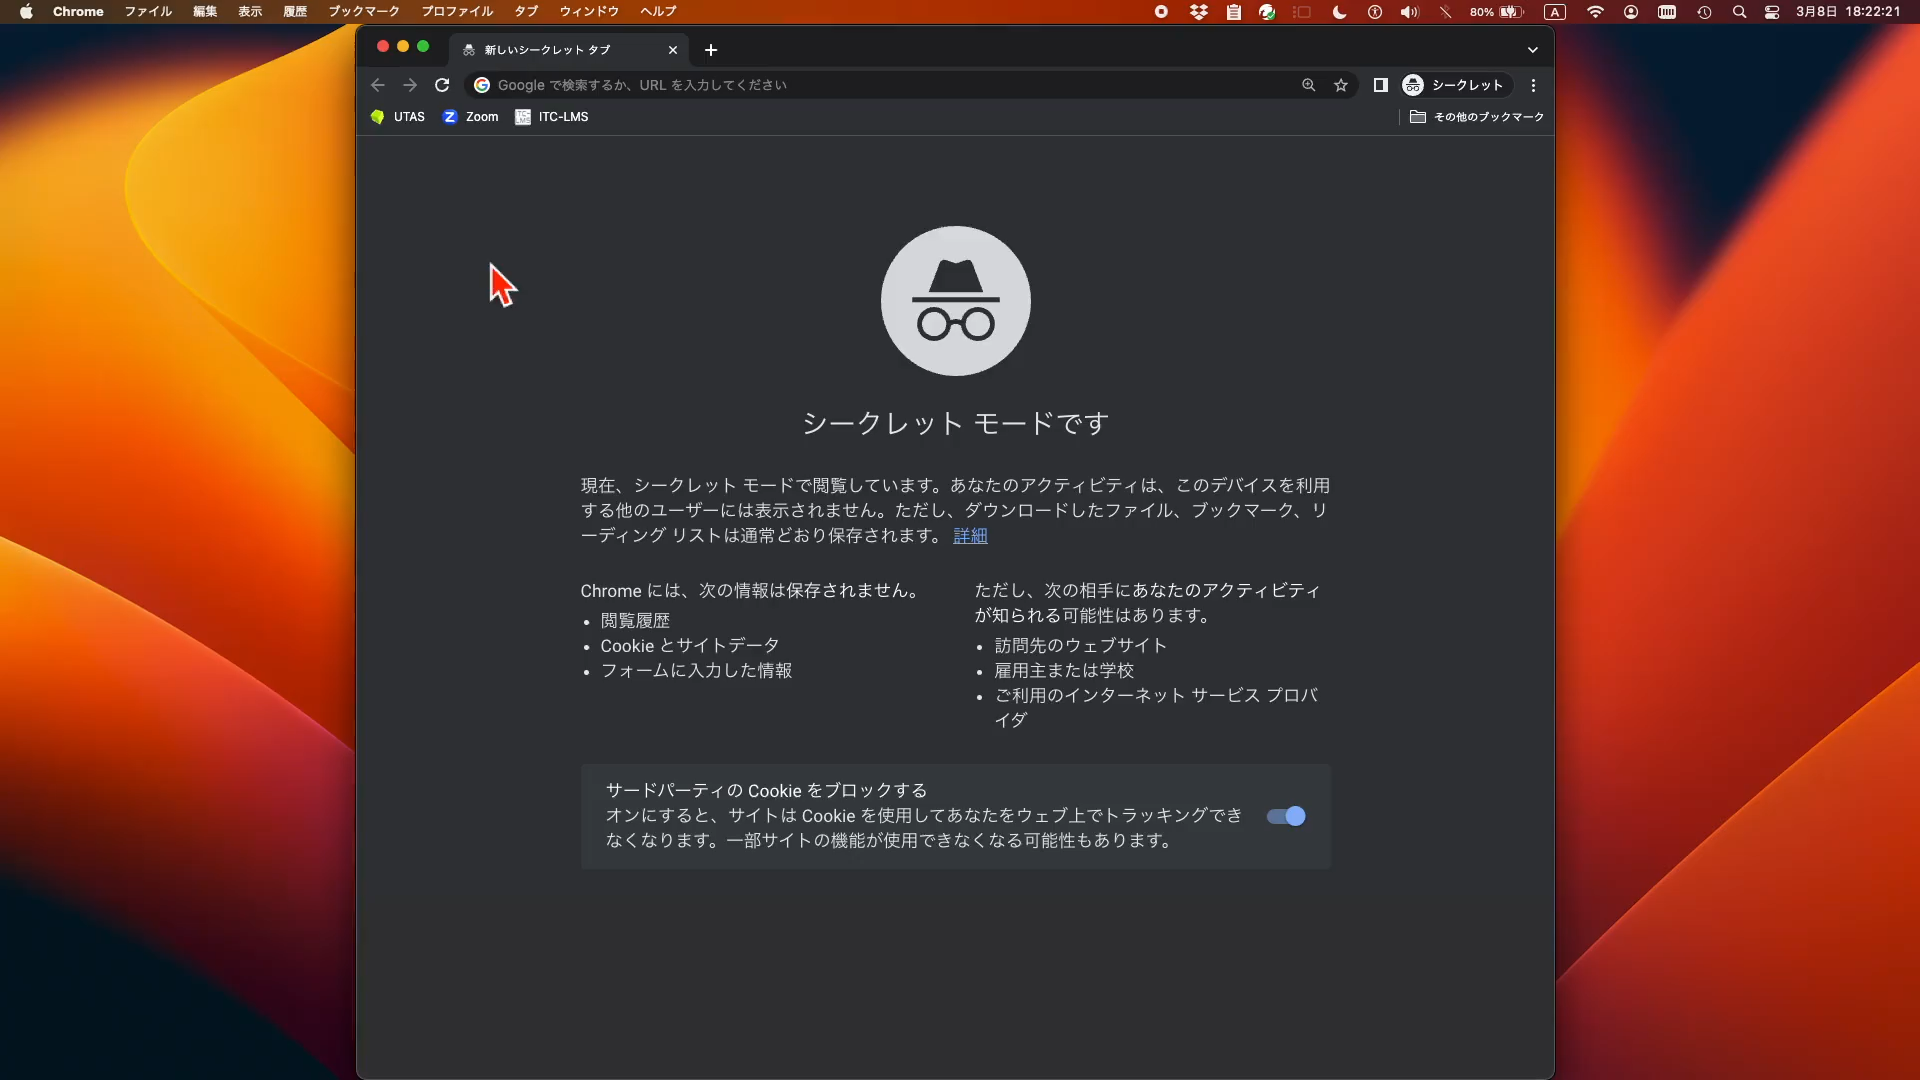 Chrome ファイル 編集 表示 履歴 ブックマーク プロファイル タブ ウィンドウ ヘルプ 80% A 3月8日 18:22:21
新しいシークレット タブ
Google で検索するか、URL を入力してください シークレット
UTAS Zoom ITC-LMS その他のブックマーク
シークレット モードです
現在、シークレット モードで閲覧しています。あなたのアクティビティは、このデバイスを利用
する他のユーザーには表示されません。ただし、ダウンロードしたファイル、ブックマーク、リ
ーディング リストは通常どおり保存されます。 詳細
Chrome には、次の情報は保存されません。
• 閲覧履歴
• Cookie とサイトデータ
• フォームに入力した情報
ただし、次の相手にあなたのアクティビティ
が知られる可能性はあります。
• 訪問先のウェブサイト
• 雇用主または学校
• ご利用のインターネット サービス プロバ
イダ
サードパーティの Cookie をブロックする
オンにすると、サイトは Cookie を使用してあなたをウェブ上でトラッキングでき
なくなります。一部サイトの機能が使用できなくなる可能性もあります。